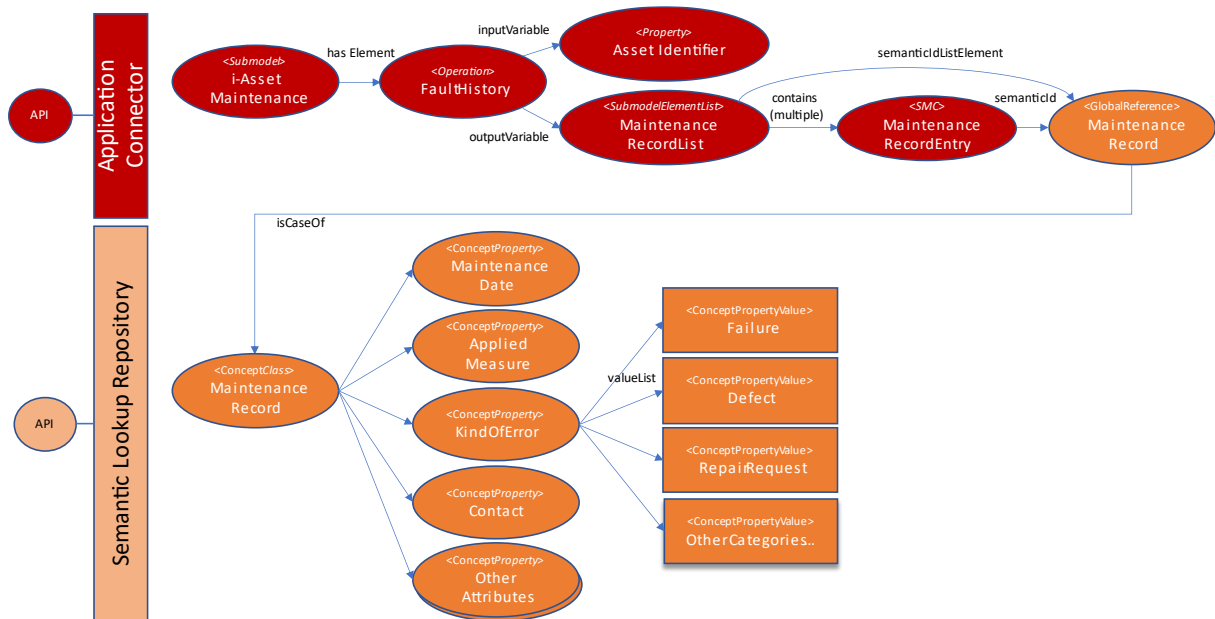 API
Application
Connector
<Submodel>
i-Asset
Maintenance
has Element
<Operation>
FaultHistory
inputVariable
outputVariable
<Property>
Asset Identifier
<SubmodelElementList>
Maintenance
RecordList
semanticIdListElement
contains
(multiple)
<SMC>
Maintenance
RecordEntry
semanticId
<GlobalReference>
Maintenance
Record
isCaseOf
API
Semantic Lookup Repository
<ConceptClass>
Maintenance
Record
<ConceptProperty>
Maintenance
Date
<ConceptProperty>
Applied
Measure
<ConceptProperty>
KindOfError
<ConceptProperty>
Contact
<ConceptProperty>
Other
Attributes
valueList
<ConceptPropertyValue>
Failure
<ConceptPropertyValue>
Defect
<ConceptPropertyValue>
RepairRequest
<ConceptPropertyValue>
OtherCategories..